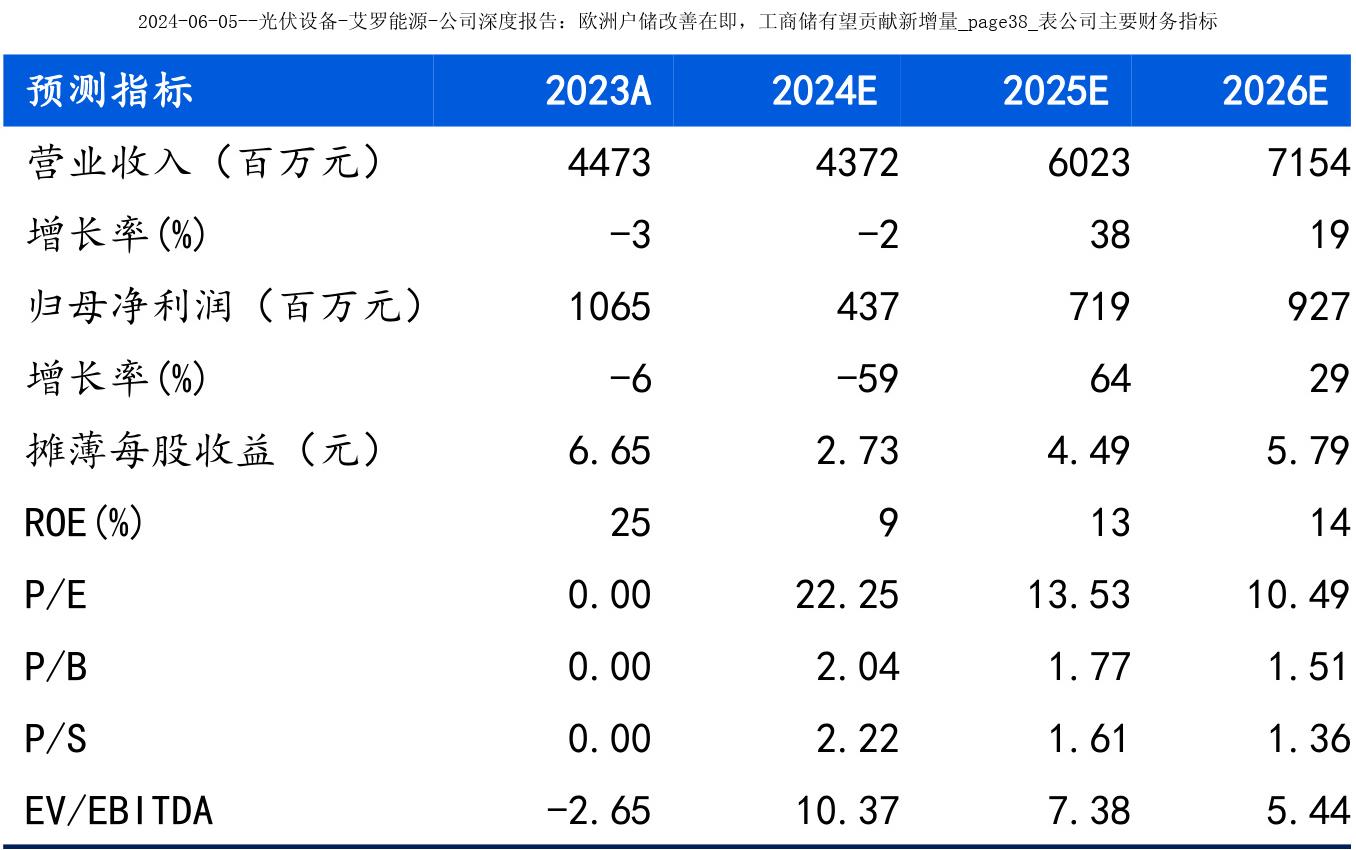 2024-06-05--光伏设备-艾罗能源-公司深度报告：欧洲户储改善在即，工商储有望贡献新增量_page38_表公司主要财务指标
预测指标 2023A 2024E 2025E 2026E
营业收入（百万元） 4473 4372 6023 7154
增长率(%) -3 -2 38 19
归母净利润（百万元） 1065 437 719 927
增长率(%) -6 -59 64 29
摊薄每股收益（元） 6.65 2.73 4.49 5.79
ROE(%) 25 9 13 14
P/E 0.00 22.25 13.53 10.49
P/B 0.00 2.04 1.77 1.51
P/S 0.00 2.22 1.61 1.36
EV/EBITDA -2.65 10.37 7.38 5.44